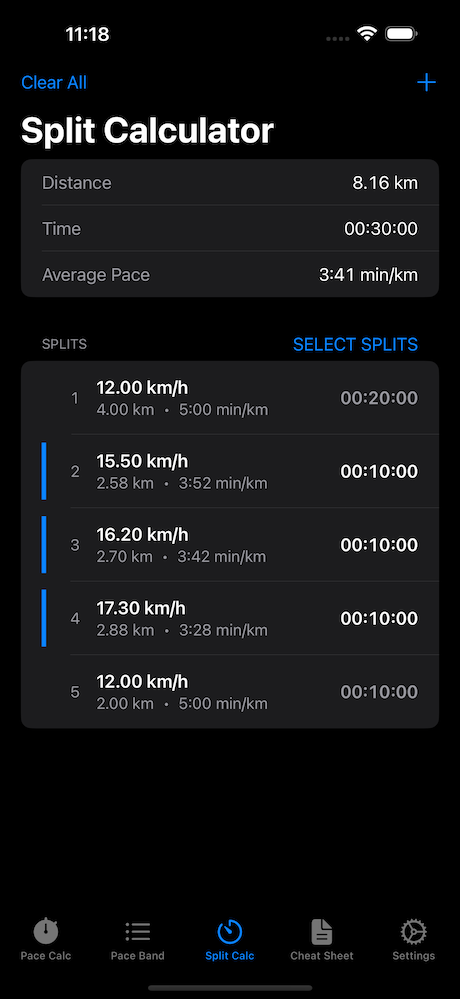 11:18
Clear All
Split Calculator
Distance 8.16 km
Time 00:30:00
Average Pace 3:41 min/km
SPLITS SELECT SPLITS
1 12.00 km/h 00:20:00
4.00 km • 5:00 min/km
2 15.50 km/h 00:10:00
2.58 km • 3:52 min/km
3 16.20 km/h 00:10:00
2.70 km • 3:42 min/km
4 17.30 km/h 00:10:00
2.88 km • 3:28 min/km
5 12.00 km/h 00:10:00
2.00 km • 5:00 min/km
Pace Calc Pace Band Split Calc Cheat Sheet Settings